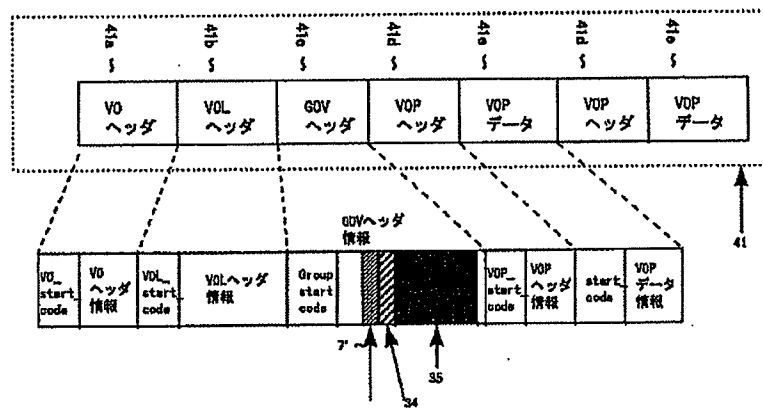 41a 41b 41c 41d 41e 41d 41e
VO
ヘッダ
VOL
ヘッダ
GOV
ヘッダ
VOP
ヘッダ
VOP
データ
VOP
ヘッダ
VOP
データ
41
GOVヘッダ
情報
VO_
start_
code
VO
ヘッダ
情報
VOL_
start_
code
VOLヘッダ
情報
Group
start
code
VOP_
start_
code
VOP
ヘッダ
情報
start_
code
VOP
データ
情報
7'
34
35